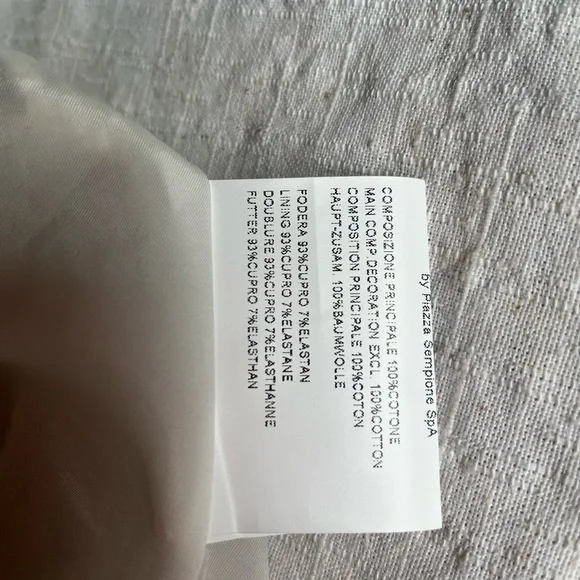 by Piazza Sempione SpA
COMPOSIZIONE PRINCIPALE 100%COTONE
MAIN COMP.DECORATION EXCL. 100%COTTON
COMPOSITION PRINCIPALE 100%COTON
HAUPT-ZUSAM. 100%BAUMWOLLE
FODERA 93%CUPRO 7%ELASTAN
LINING 93%CUPRO 7%ELASTANE
DOUBLURE 93%CUPRO 7%ELASTHANNE
FUTTER 93%CUPRO 7%ELASTHAN